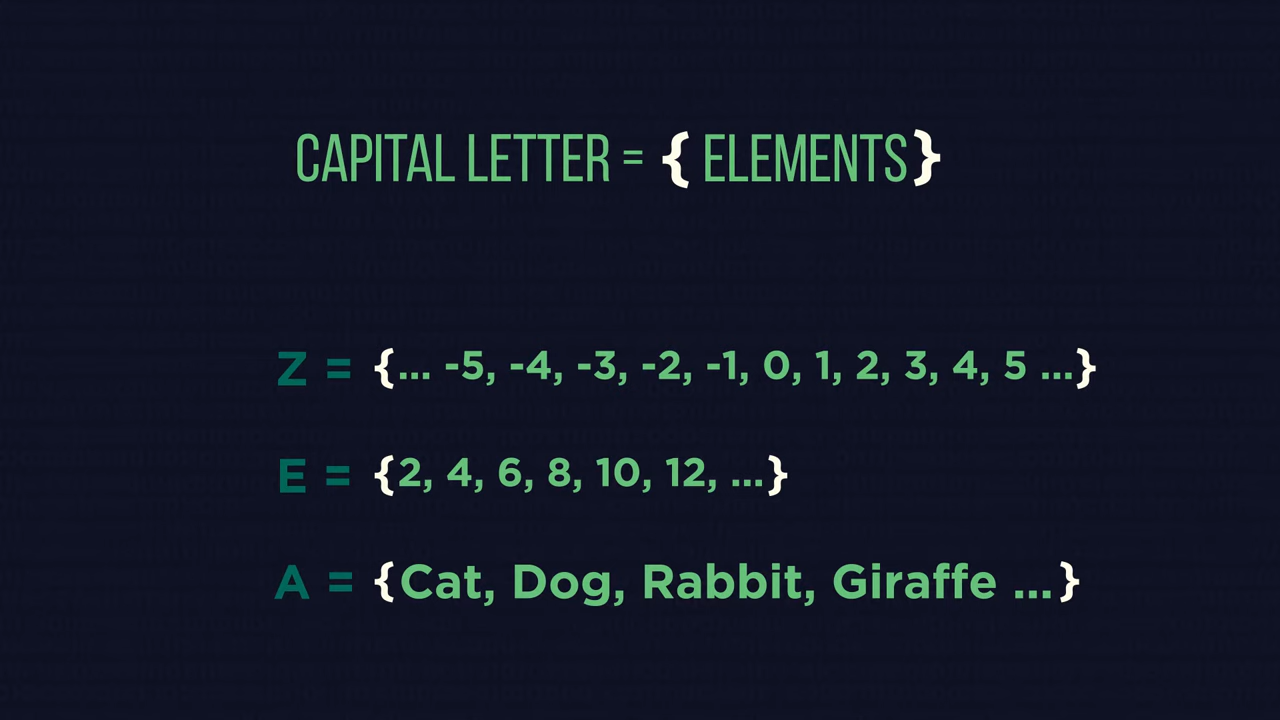 CAPITAL LETTER = { ELEMENTS}
Z = {... -5, -4, -3, -2, -1, 0, 1, 2, 3, 4, 5 ...}
E = {2, 4, 6, 8, 10, 12, ...}
A = {Cat, Dog, Rabbit, Giraffe ...}